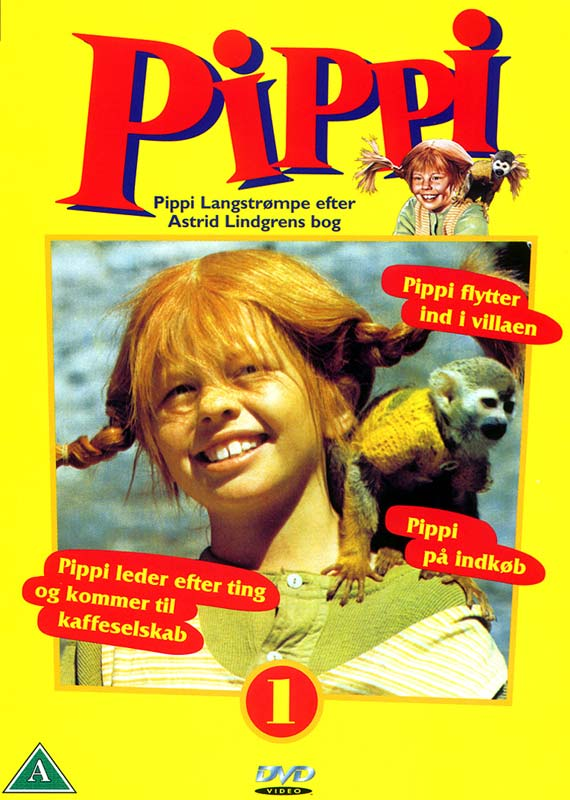 Pippi
Pippi Langstrømpe efter
Astrid Lindgrens bog
Pippi flytter
ind i villaen
Pippi
på indkøb
Pippi leder efter ting
og kommer til
kaffeselskab
1
A
DVD
VIDEO